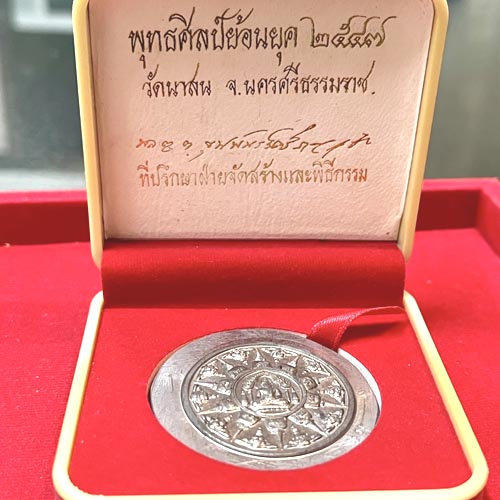 พุทธศิลป์ย้อนยุค ๒๕๔๗
วัดนาสน จ.นครศรีธรรมราช.
ที่ปรึกษาฝ่ายจัดสร้างและพิธีกรรม